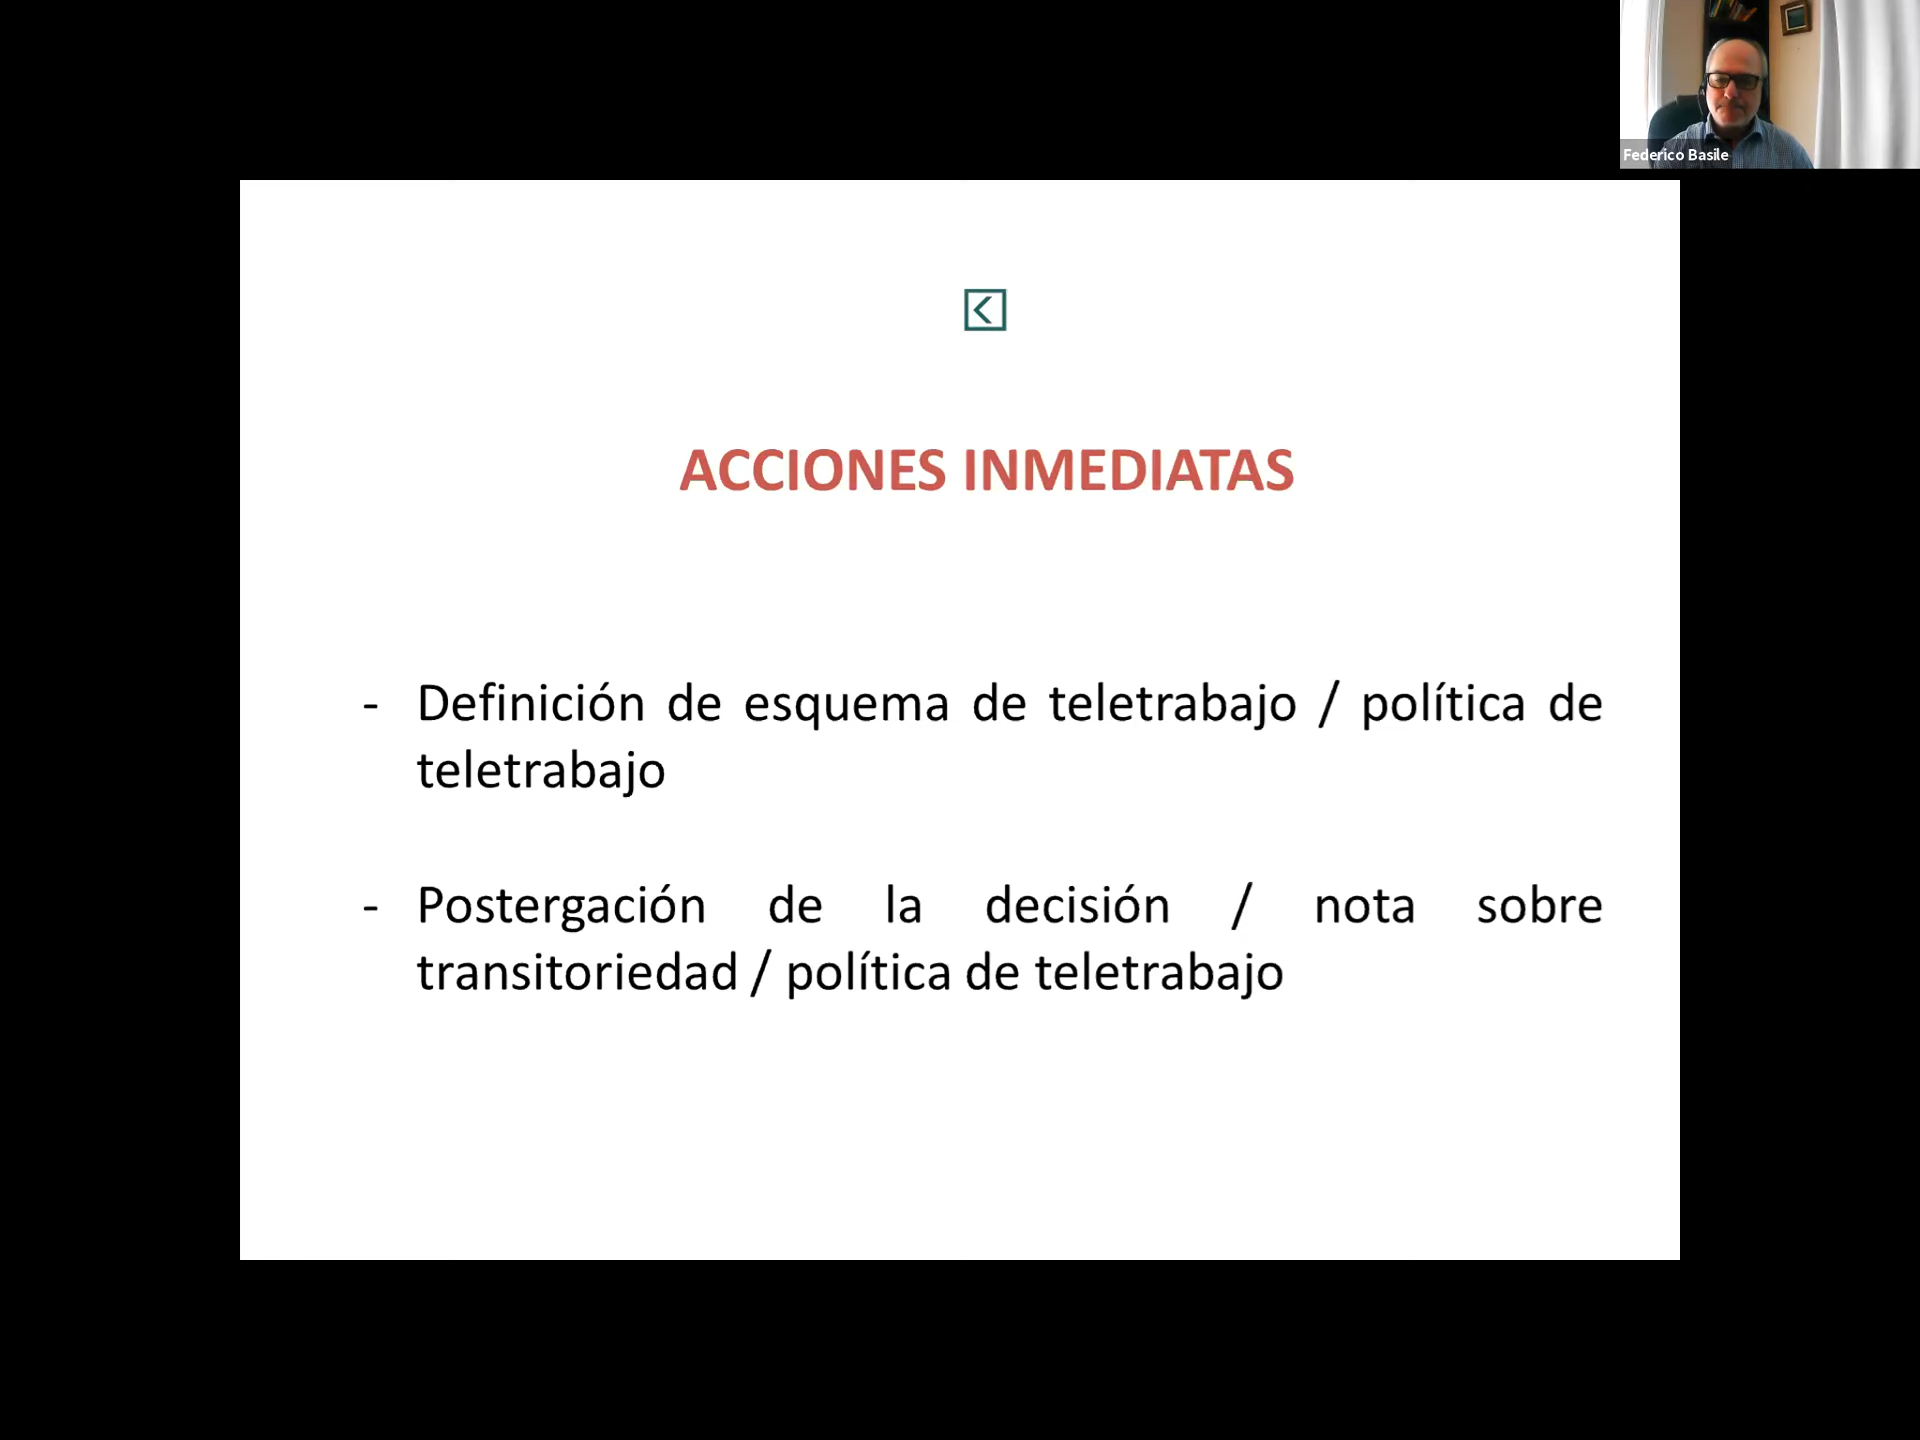 Federico Basile
ACCIONES INMEDIATAS
- Definición de esquema de teletrabajo / política de
teletrabajo
- Postergación de la decisión / nota sobre
transitoriedad / política de teletrabajo